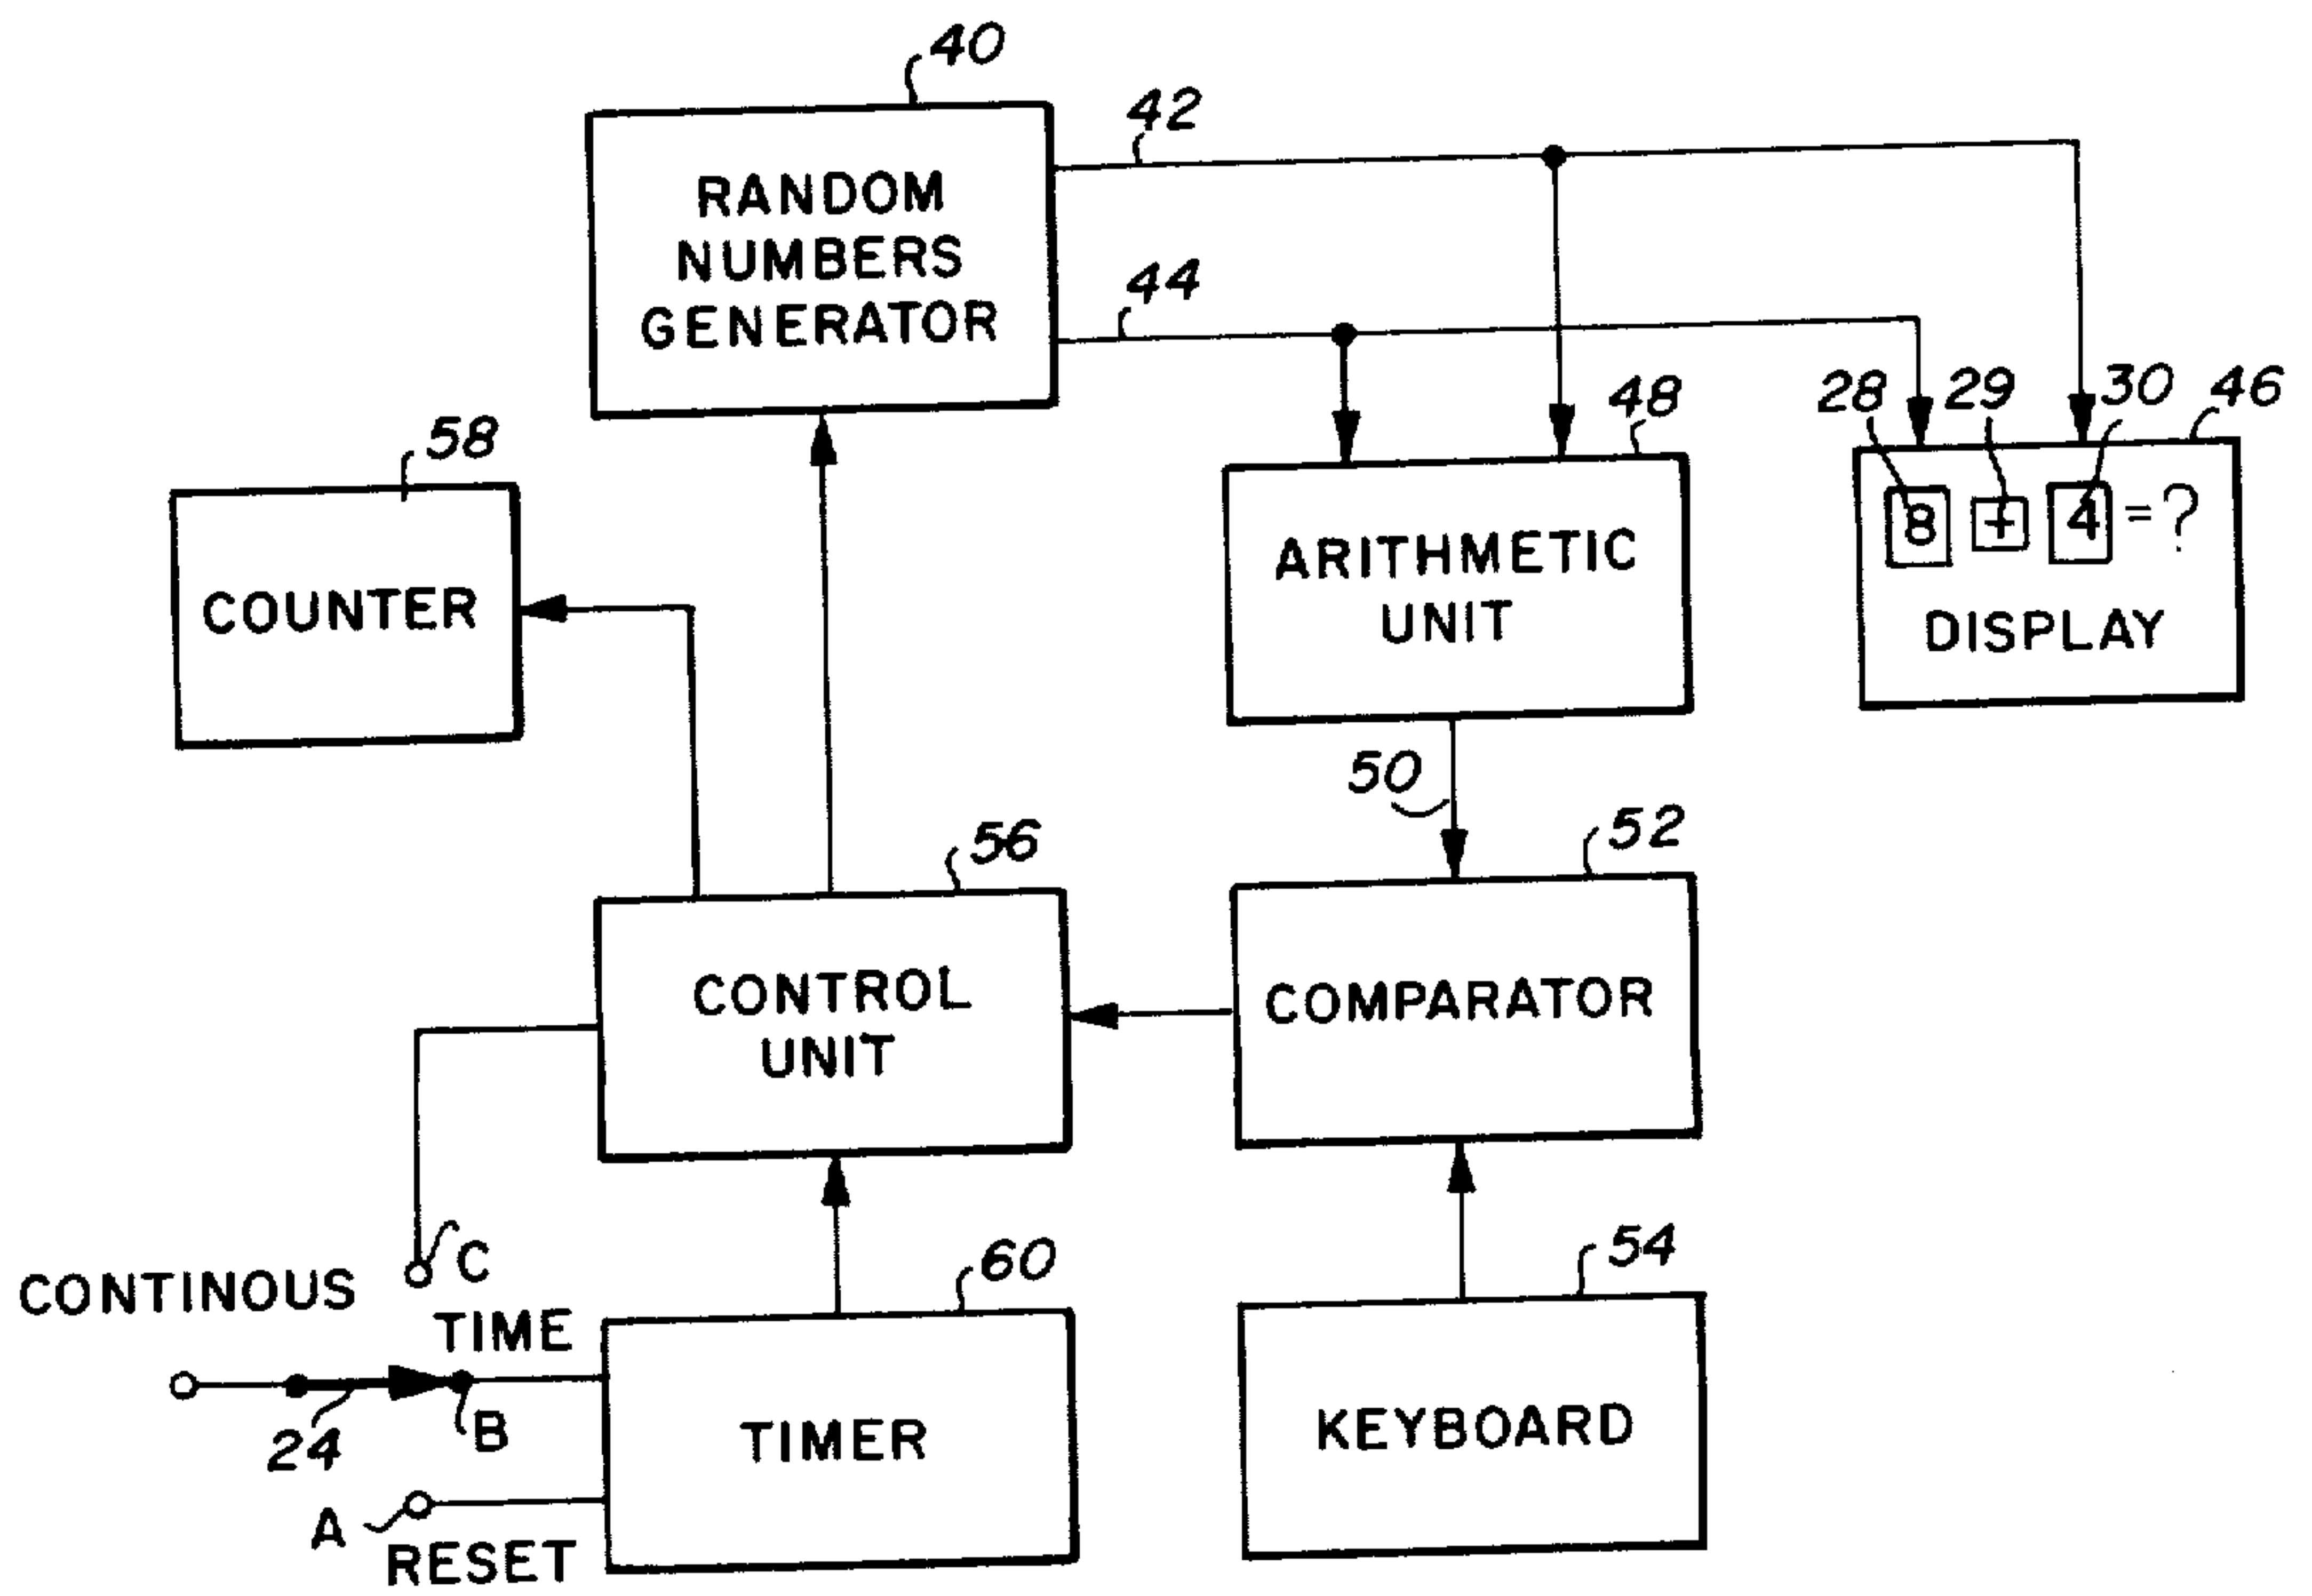 40
42
RANDOM
NUMBERS
GENERATOR
44
28
29
30
46
48
58
8 + 4 = ?
DISPLAY
ARITHMETIC
UNIT
COUNTER
50
52
56
CONTROL
UNIT
COMPARATOR
54
60
C
CONTINOUS
TIME
24
B
TIMER
KEYBOARD
A
RESET